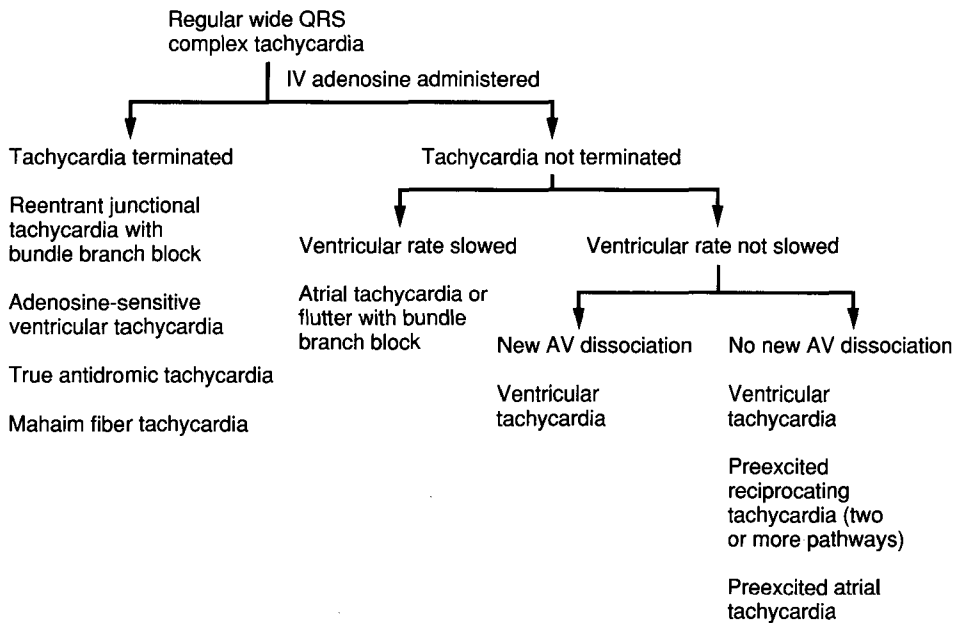 Regular wide QRS
complex tachycardia
IV adenosine administered
Tachycardia terminated
Reentrant junctional
tachycardia with
bundle branch block
Adenosine-sensitive
ventricular tachycardia
True antidromic tachycardia
Mahaim fiber tachycardia
Tachycardia not terminated
Ventricular rate slowed
Atrial tachycardia or
flutter with bundle
branch block
Ventricular rate not slowed
New AV dissociation
Ventricular
tachycardia
No new AV dissociation
Ventricular
tachycardia
Preexcited
reciprocating
tachycardia (two
or more pathways)
Preexcited atrial
tachycardia